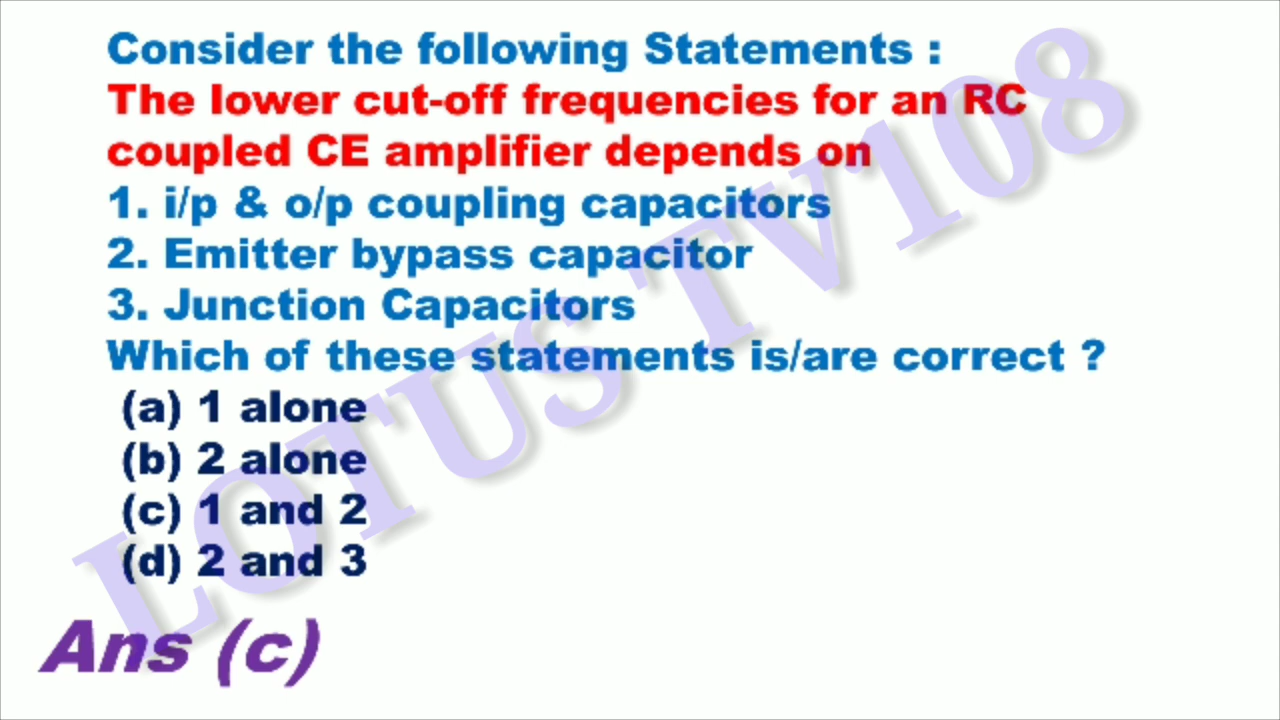 Consider the following Statements :
The lower cut-off frequencies for an RC
coupled CE amplifier depends on
1. i/p & o/p coupling capacitors
2. Emitter bypass capacitor
3. Junction Capacitors
Which of these statements is/are correct ?
(a) 1 alone
(b) 2 alone
(c) 1 and 2
(d) 2 and 3
Ans (c)
LOTUS TV108